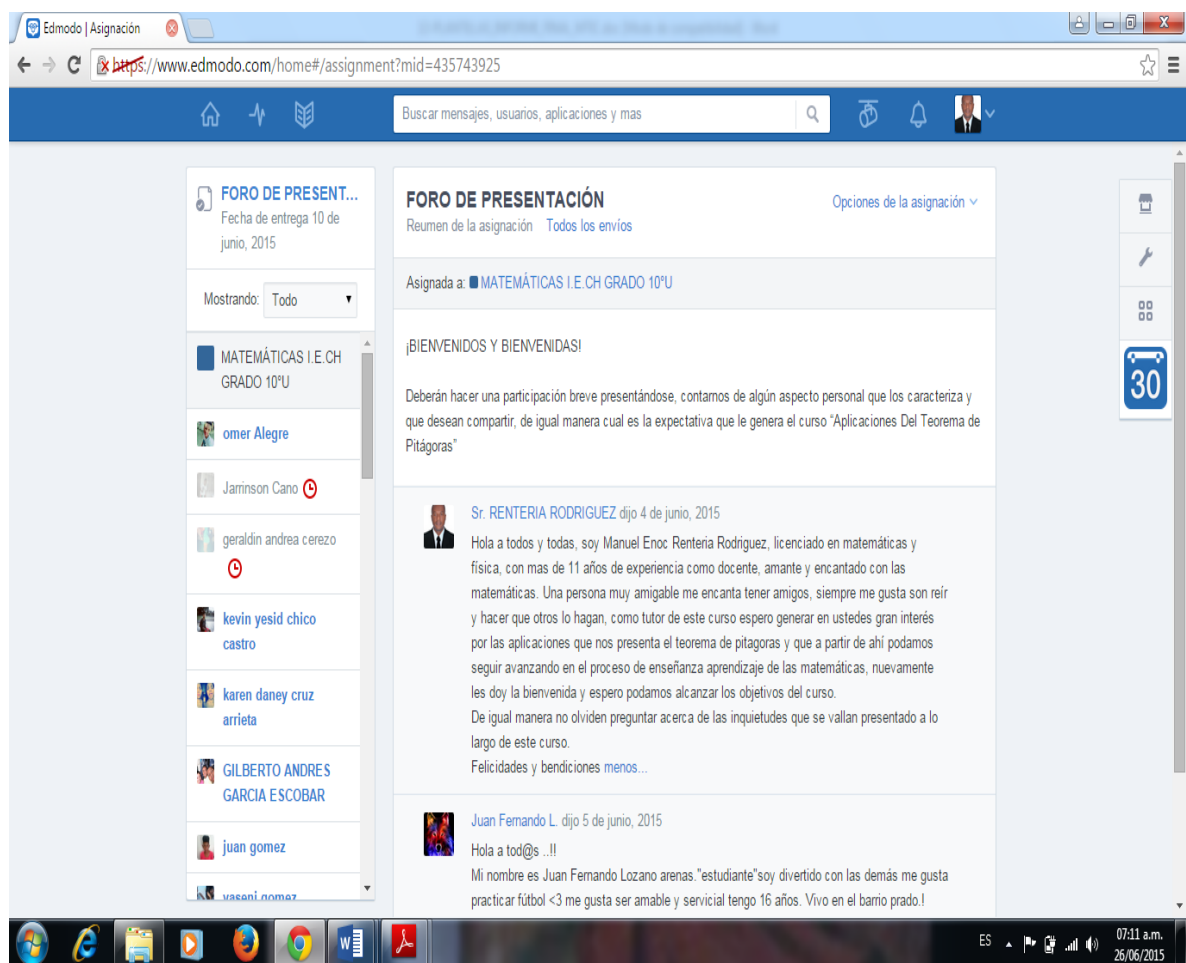 Edmodo | Asignación
https://www.edmodo.com/home#/assignment?mid=435743925
Buscar mensajes, usuarios, aplicaciones y mas
FORO DE PRESENT...
Fecha de entrega 10 de
junio, 2015
Mostrando: Todo
MATEMÁTICAS I.E.CH
GRADO 10°U
omer Alegre
Jarrinson Cano
geraldin andrea cerezo
kevin yesid chico
castro
karen daney cruz
arrieta
GILBERTO ANDRES
GARCIA ESCOBAR
juan gomez
yaseni gomez
FORO DE PRESENTACIÓN
Opciones de la asignación
Reumen de la asignación Todos los envíos
Asignada a: MATEMÁTICAS I.E.CH GRADO 10°U
¡BIENVENIDOS Y BIENVENIDAS!
Deberán hacer una participación breve presentándose, contarnos de algún aspecto personal que los caracteriza y
que desean compartir, de igual manera cual es la expectativa que le genera el curso “Aplicaciones Del Teorema de
Pitágoras”
Sr. RENTERIA RODRIGUEZ dijo 4 de junio, 2015
Hola a todos y todas, soy Manuel Enoc Renteria Rodriguez, licenciado en matemáticas y
física, con mas de 11 años de experiencia como docente, amante y encantado con las
matemáticas. Una persona muy amigable me encanta tener amigos, siempre me gusta son reír
y hacer que otros lo hagan, como tutor de este curso espero generar en ustedes gran interés
por las aplicaciones que nos presenta el teorema de pitagoras y que a partir de ahí podamos
seguir avanzando en el proceso de enseñanza aprendizaje de las matemáticas, nuevamente
les doy la bienvenida y espero podamos alcanzar los objetivos del curso.
De igual manera no olviden preguntar acerca de las inquietudes que se vallan presentado a lo
largo de este curso.
Felicidades y bendiciones menos...
Juan Fernando L. dijo 5 de junio, 2015
Hola a tod@s ..!!
Mi nombre es Juan Fernando Lozano arenas."estudiante"soy divertido con las demás me gusta
practicar fútbol <3 me gusta ser amable y servicial tengo 16 años. Vivo en el barrio prado.!
30
ES
07:11 a.m.
26/06/2015